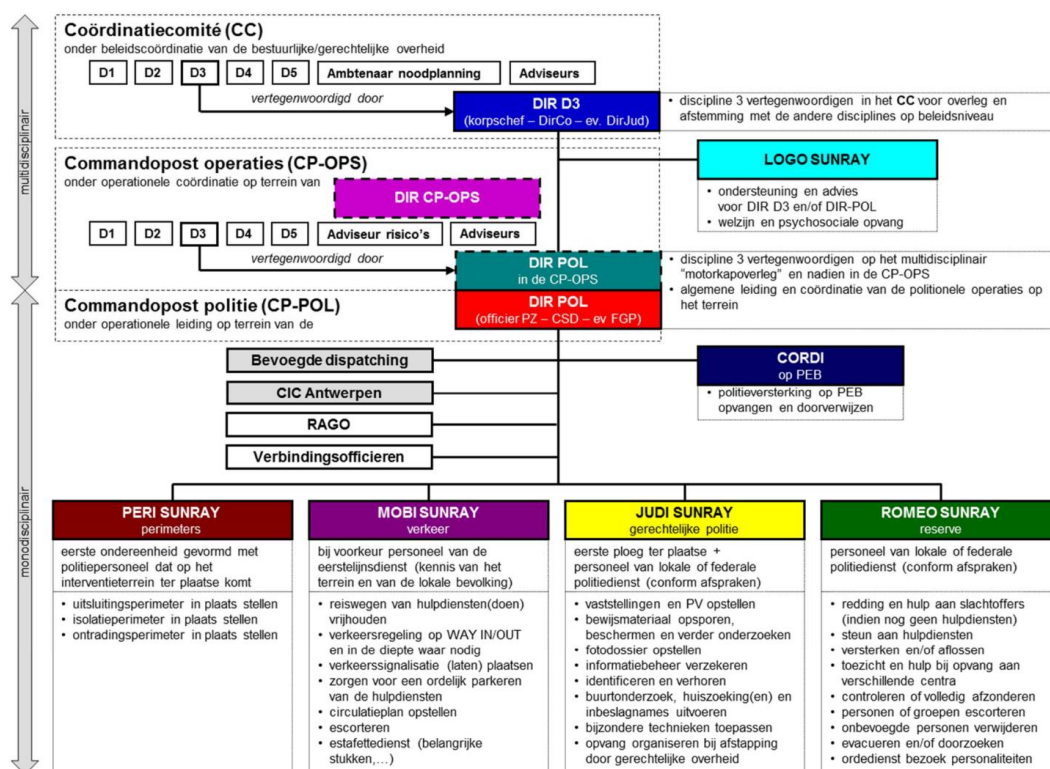 multidisciplinair
monodisciplinair
Coördinatiecomité (CC)
onder beleidscoördinatie van de bestuurlijke/gerechtelijke overheid
D1 D2 D3 D4 D5 Ambtenaar noodplanning Adviseurs
vertegenwoordigd door
DIR D3
(korpschef – DirCo – ev. DirJud)
• discipline 3 vertegenwoordigen in het CC voor overleg en
afstemming met de andere disciplines op beleidsniveau
Commandopost operaties (CP-OPS)
onder operationele coördinatie op terrein van
DIR CP-OPS
D1 D2 D3 D4 D5 Adviseur risico's Adviseurs
vertegenwoordigd door
LOGO SUNRAY
• ondersteuning en advies
voor DIR D3 en/of DIR-POL
• welzijn en psychosociale opvang
DIR POL
in de CP-OPS
• discipline 3 vertegenwoordigen op het multidisciplinair
"motorkapoverleg" en nadien in de CP-OPS
• algemene leiding en coördinatie van de politionele operaties op
het terrein
Commandopost politie (CP-POL)
onder operationele leiding op terrein van de
DIR POL
(officier PZ – CSD – ev FGP)
Bevoegde dispatching
CIC Antwerpen
RAGO
Verbindingsofficieren
CORDI
op PEB
• politieversterking op PEB
opvangen en doorverwijzen
PERI SUNRAY
perimeters
eerste ondereenheid gevormd met
politiepersoneel dat op het
interventieterrein ter plaatse komt
• uitsluitingsperimeter in plaats stellen
• isolatieperimeter in plaats stellen
• ontradingsperimeter in plaats stellen
MOBI SUNRAY
verkeer
bij voorkeur personeel van de
eerstelijnsdienst (kennis van het
terrein en van de lokale bevolking)
• reiswegen van hulpdiensten(doen)
vrijhouden
• verkeersregeling op WAY IN/OUT
en in de diepte waar nodig
• verkeerssignalisatie (laten) plaatsen
• zorgen voor een ordelijk parkeren
van de hulpdiensten
• circulatieplan opstellen
• escorteren
• estafettedienst (belangrijke
stukken,…)
JUDI SUNRAY
gerechtelijke politie
eerste ploeg ter plaatse +
personeel van lokale of federale
politiedienst (conform afspraken)
• vaststellingen en PV opstellen
• bewijsmateriaal opsporen,
beschermen en verder onderzoeken
• fotodossier opstellen
• informatiebeheer verzekeren
• identificeren en verhoren
• buurtonderzoek, huiszoeking(en) en
inbeslagnames uitvoeren
• bijzondere technieken toepassen
• opvang organiseren bij afstapping
door gerechtelijke overheid
ROMEO SUNRAY
reserve
personeel van lokale of federale
politiedienst (conform afspraken)
• redding en hulp aan slachtoffers
(indien nog geen hulpdiensten)
• steun aan hulpdiensten
• versterken en/of aflossen
• toezicht en hulp bij opvang aan
verschillende centra
• controleren of volledig afzonderen
• personen of groepen escorteren
• onbevoegde personen verwijderen
• evacueren en/of doorzoeken
• ordedienst bezoek personaliteiten